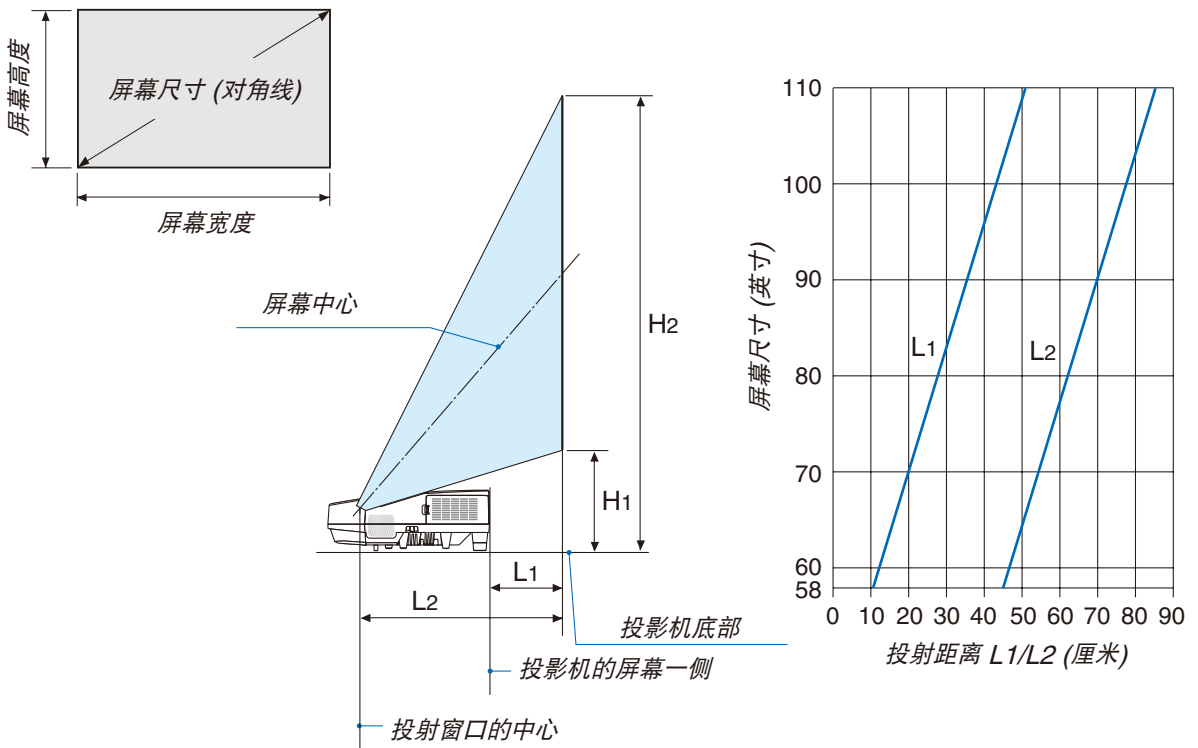 屏幕高度
屏幕尺寸 (对角线)
屏幕宽度
屏幕中心
H2
H1
L1
L2
投影机底部
投影机的屏幕一侧
投射窗口的中心
屏幕尺寸 (英寸)
110
100
90
80
70
60
58
L1
L2
0 10 20 30 40 50 60 70 80 90
投射距离 L1/L2 (厘米)